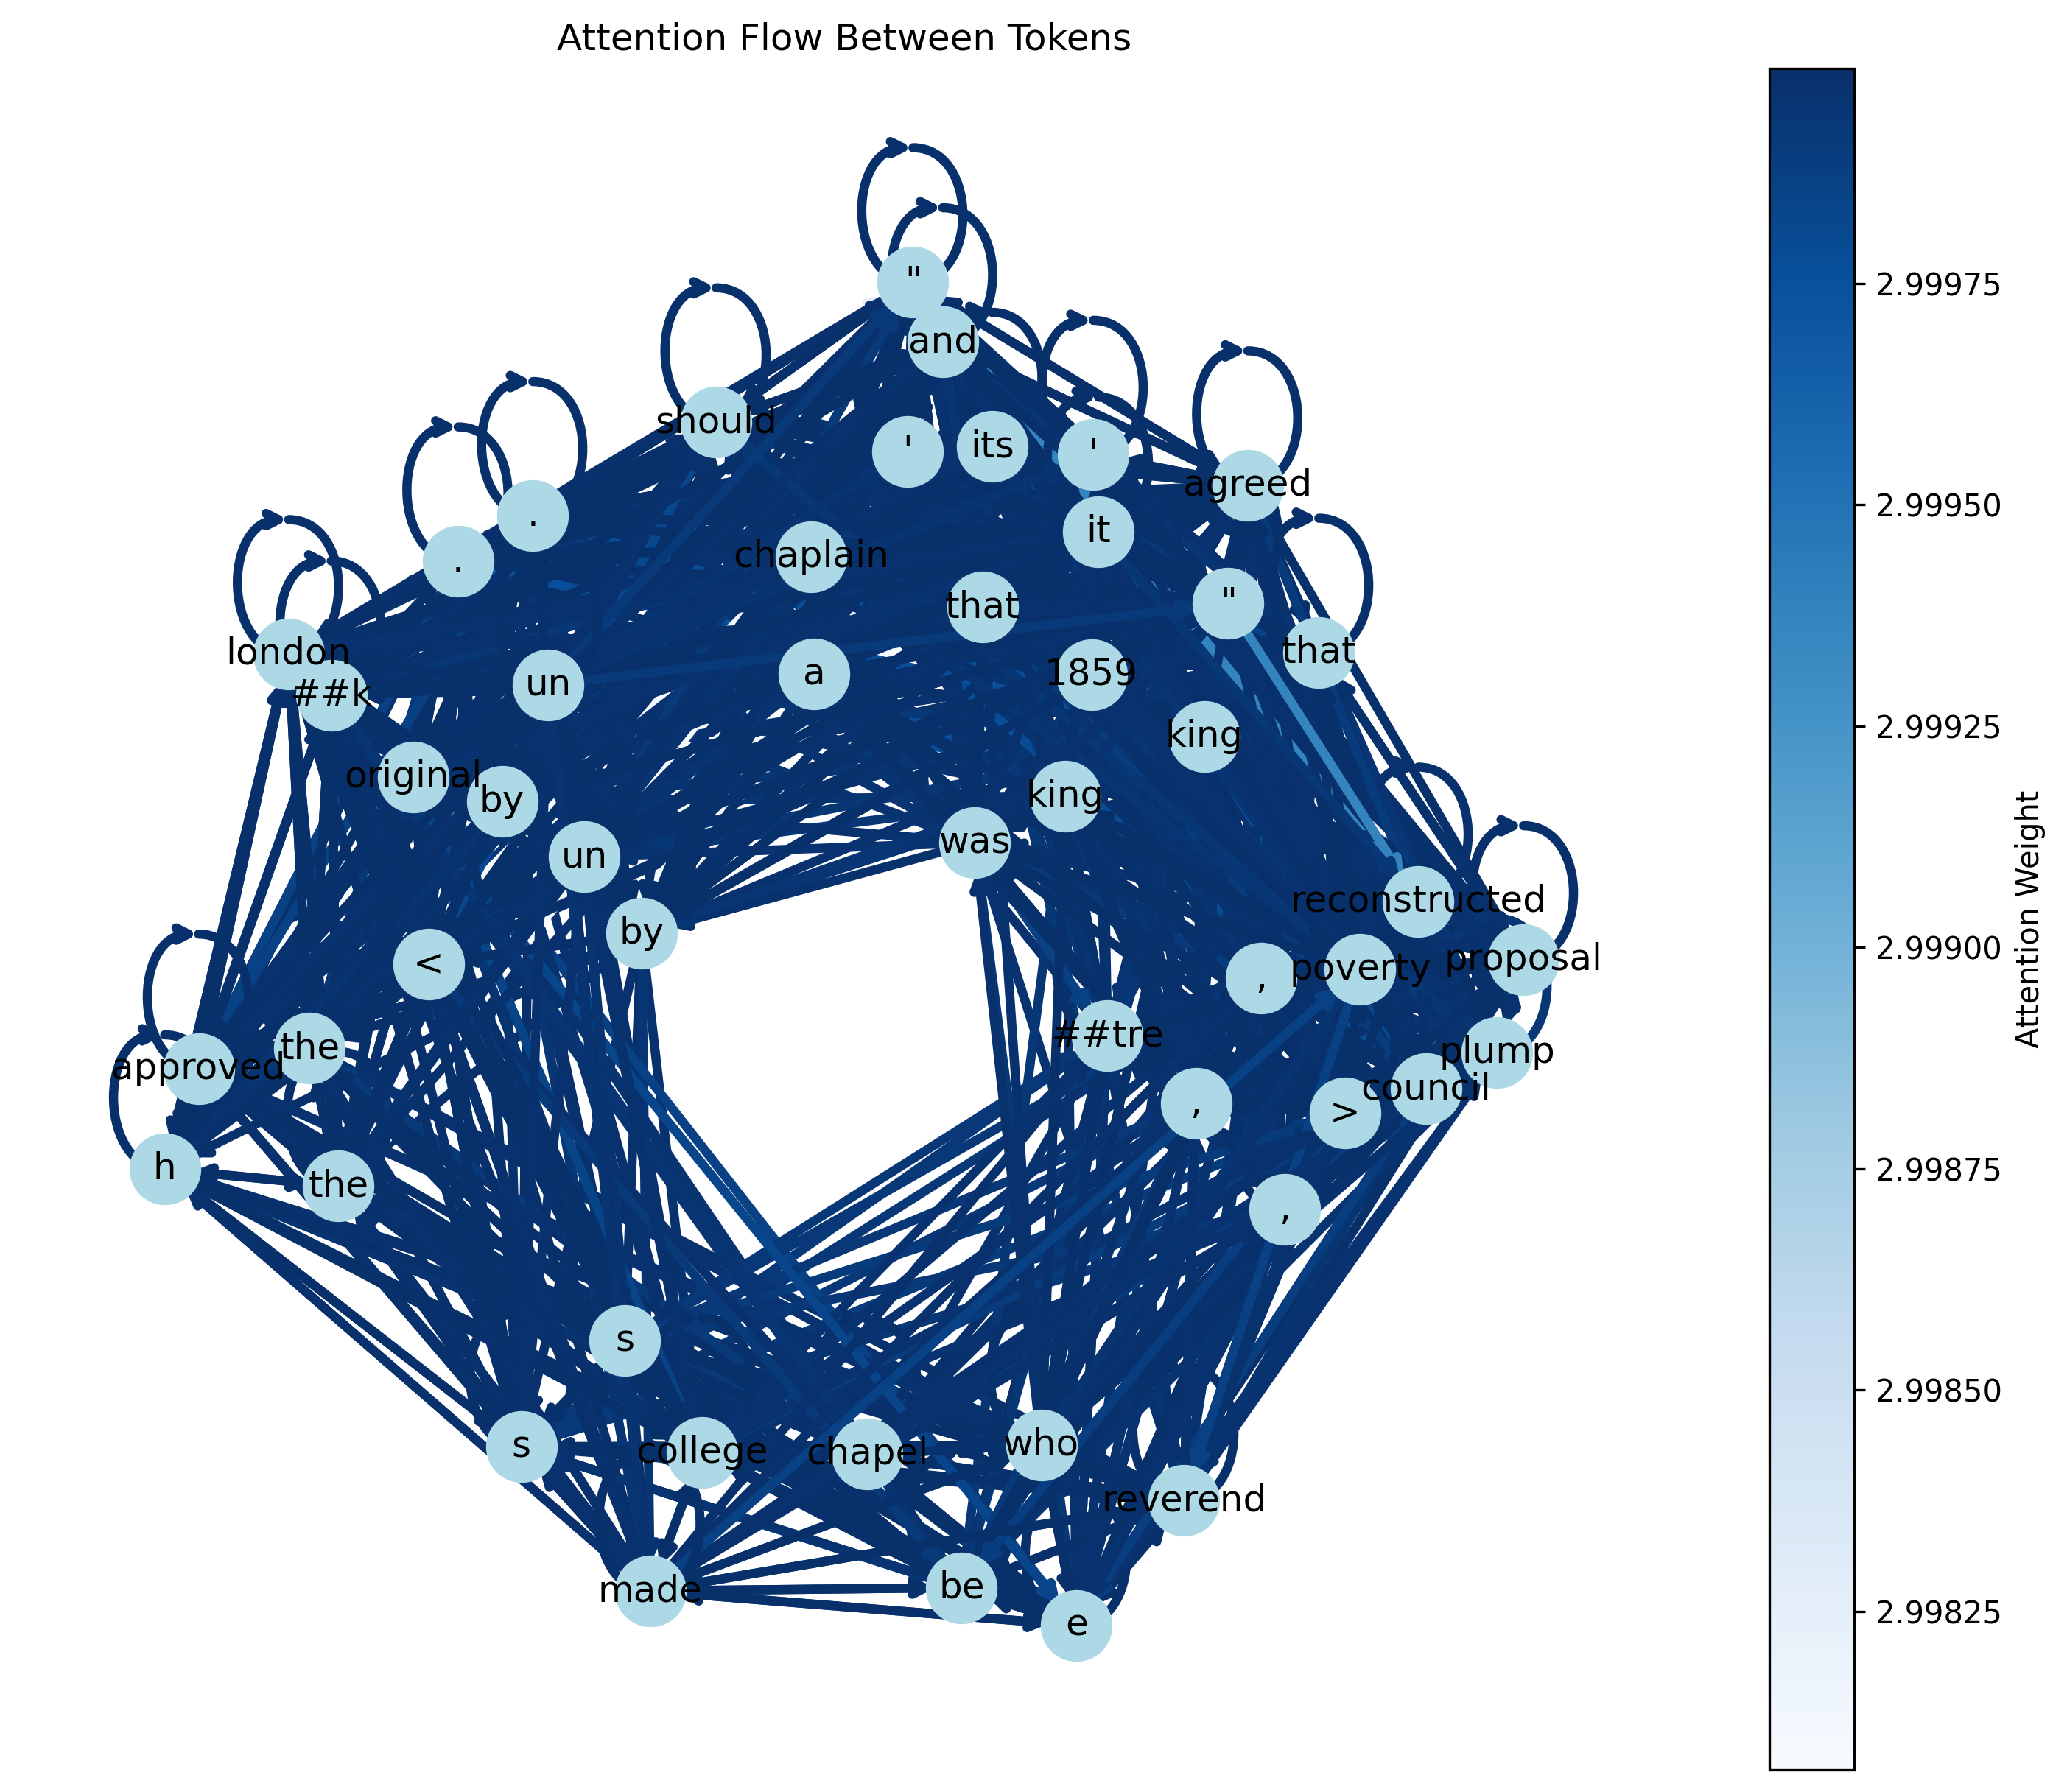 Attention Flow Between Tokens
"
and
should
'
its
'
agreed
.
it
.
chaplain
"
that
london
that
##k
un
a
1859
king
original
by
king
un
was
reconstructed
by
<
,
poverty
proposal
the
##tre
approved
plump
council
,
>
h
the
,
s
s
college
chapel
who
reverend
made
be
e
2.99975
2.99950
2.99925
2.99900
2.99875
2.99850
2.99825
Attention Weight